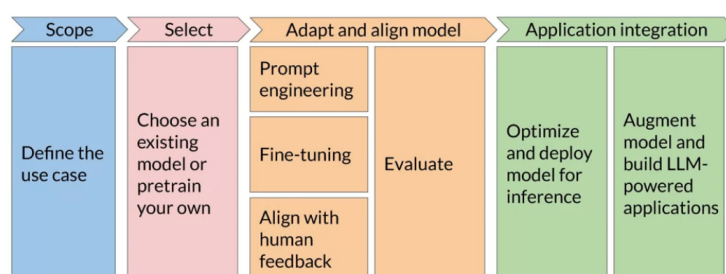 Scope
Select
Adapt and align model
Application integration
Define the
use case
Choose an
existing
model or
pretrain
your own
Prompt
engineering
Fine-tuning
Align with
human
feedback
Evaluate
Optimize
and deploy
model for
inference
Augment
model and
build LLM-
powered
applications